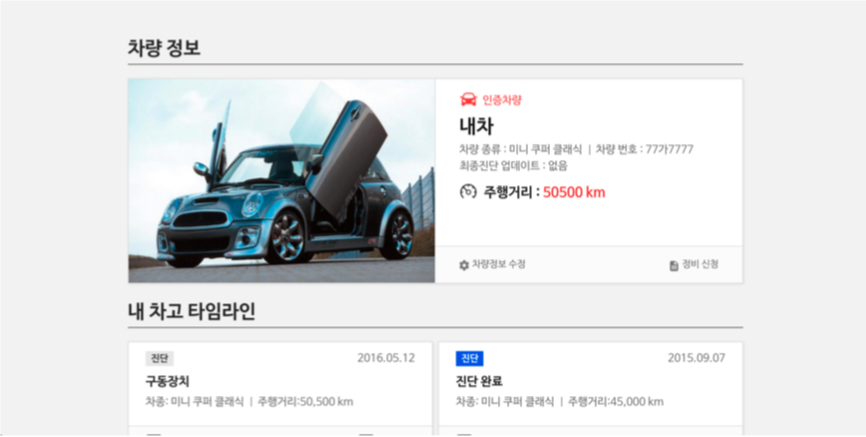 차량 정보
인증차량
내차
차량 종류 : 미니 쿠퍼 클래식 | 차량 번호 : 77가7777
최종진단 업데이트 : 없음
주행거리 : 50500 km
차량정보 수정
정비 신청
내 차고 타임라인
진단 2016.05.12
구동장치
차종: 미니 쿠퍼 클래식 | 주행거리:50,500 km
진단 2015.09.07
진단 완료
차종: 미니 쿠퍼 클래식 | 주행거리:45,000 km